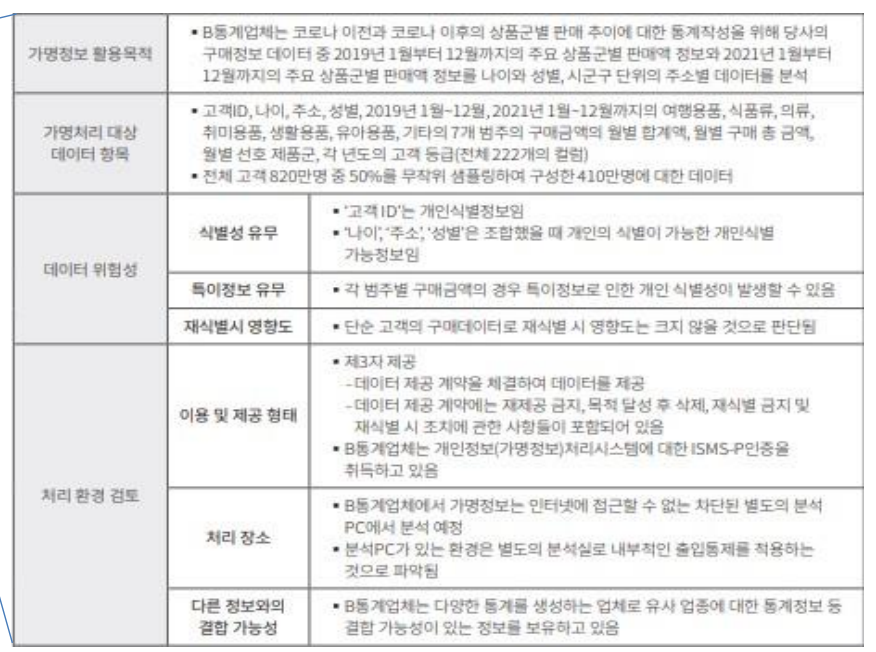 가명정보 활용목적
▪ B통계업체는 코로나 이전과 코로나 이후의 상품군별 판매 추이에 대한 통계작성을 위해 당사의
구매정보 데이터 중 2019년 1월부터 12월까지의 주요 상품군별 판매액 정보와 2021년 1월부터
12월까지의 주요 상품군별 판매액 정보를 나이와 성별, 시군구 단위의 주소별 데이터를 분석
가명처리 대상
데이터 항목
▪ 고객ID, 나이, 주소, 성별, 2019년 1월~12월, 2021년 1월~12월까지의 여행용품, 식품류, 의류,
취미용품, 생활용품, 유아용품, 기타의 7개 범주의 구매금액의 월별 합계액, 월별 구매 총 금액,
월별 선호 제품군, 각 년도의 고객 등급(전체 222개의 컬럼)
▪ 전체 고객 820만명 중 50%를 무작위 샘플링하여 구성한 410만명에 대한 데이터
데이터 위험성
식별성 유무
▪ '고객 ID'는 개인식별정보임
▪ '나이', '주소', '성별'은 조합했을 때 개인의 식별이 가능한 개인식별
가능정보임
특이정보 유무
▪ 각 범주별 구매금액의 경우 특이정보로 인한 개인 식별성이 발생할 수 있음
재식별시 영향도
▪ 단순 고객의 구매데이터로 재식별 시 영향도는 크지 않을 것으로 판단됨
처리 환경 검토
이용 및 제공 형태
▪ 제3자 제공
- 데이터 제공 계약을 체결하여 데이터를 제공
- 데이터 제공 계약에는 재제공 금지, 목적 달성 후 삭제, 재식별 금지 및
재식별 시 조치에 관한 사항들이 포함되어 있음
▪ B통계업체는 개인정보(가명정보)처리시스템에 대한 ISMS-P인증을
취득하고 있음
처리 장소
▪ B통계업체에서 가명정보는 인터넷에 접근할 수 없는 차단된 별도의 분석
PC에서 분석 예정
▪ 분석PC가 있는 환경은 별도의 분석실로 내부적인 출입통제를 적용하는
것으로 파악됨
다른 정보와의
결합 가능성
▪ B통계업체는 다양한 통계를 생성하는 업체로 유사 업종에 대한 통계정보 등
결합 가능성이 있는 정보를 보유하고 있음